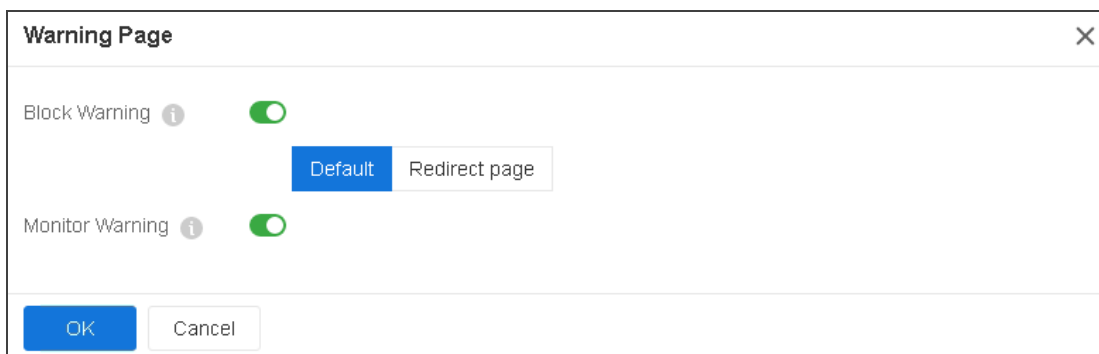 Warning Page
Block Warning
Default Redirect page
Monitor Warning
OK Cancel